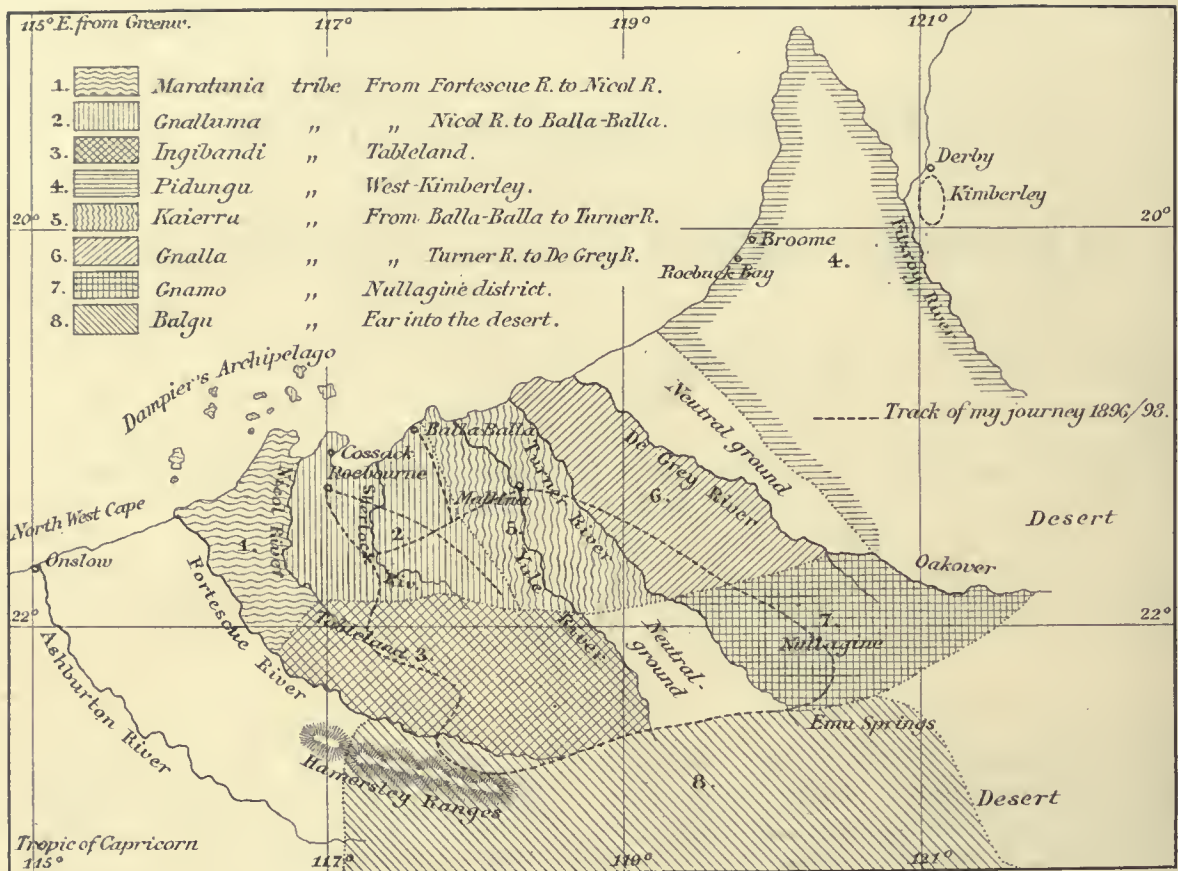 115° E. from Greenw.
117°
119°
121°
1. Maratunia tribe From Fortescue R. to Nicol R.
2. Gnalluma „ „ Nicol R. to Balla-Balla.
3. Ingibandi „ Tableland.
4. Pidungu „ West-Kimberley.
5. Kaierru „ From Balla-Balla to Turner R.
6. Gnalla „ „ Turner R. to De Grey R.
7. Gnamo „ Nullagine district.
8. Balgu „ Far into the desert.
Derby
Kimberley
20°
20°
Broome
Roebuck Bay
4.
Fitzroy River
Dampier's Archipelago
Neutral ground
Track of my journey 1896/98.
Balla Balla
Cossack
Roebourne
Nicol River
Sherlock Riv.
Mallina
Turner River
De Grey River
6.
North West Cape
Desert
1.
2
5.
Yule River
Oakover
Onslow
22°
22°
Fortescue River
Ashburton River
Tableland 3.
Neutral-ground
7.
Nullagine
Emu Springs
Hamersley Ranges
8.
Desert
Tropic of Capricorn
115°
117°
119°
121°